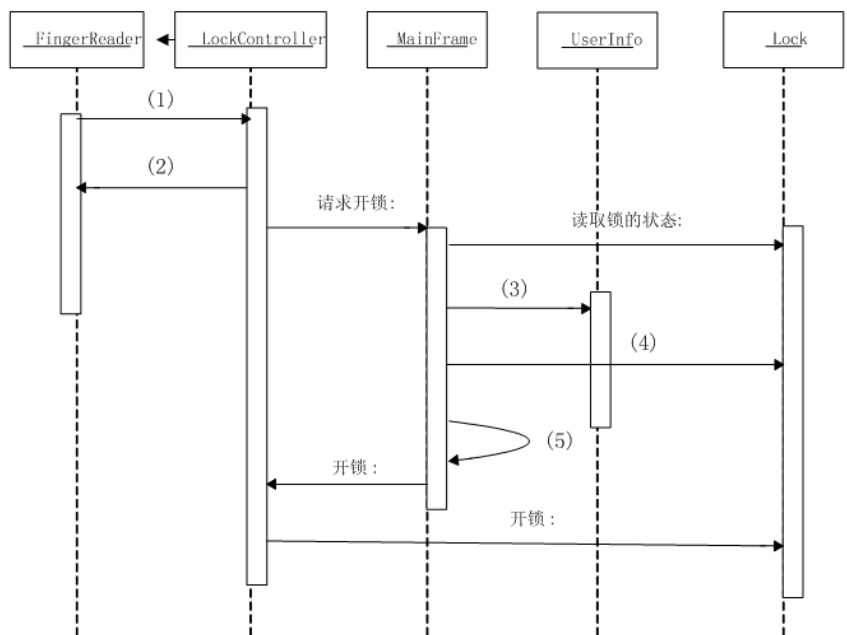 FingerReader
LockController
MainFrame
UserInfo
Lock
(1)
(2)
请求开锁:
读取锁的状态:
(3)
(4)
(5)
开锁:
开锁: